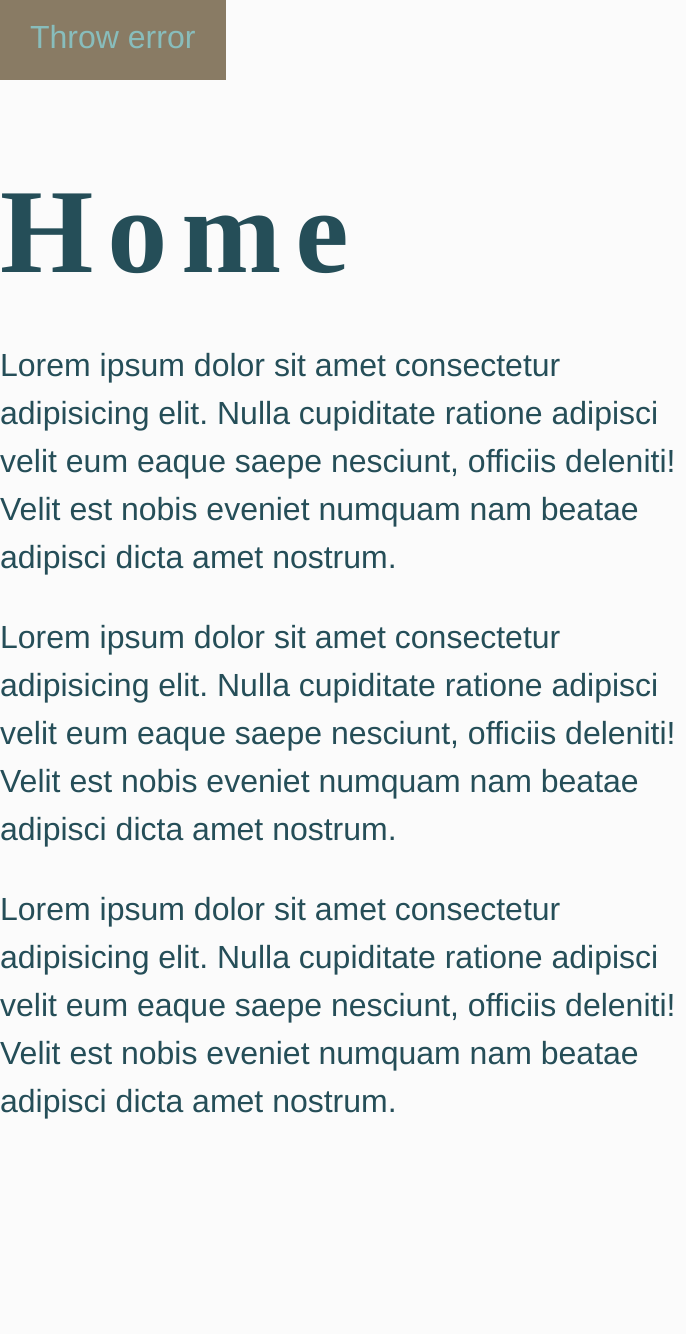 Throw error
Home
Lorem ipsum dolor sit amet consectetur
adipisicing elit. Nulla cupiditate ratione adipisci
velit eum eaque saepe nesciunt, officiis deleniti!
Velit est nobis eveniet numquam nam beatae
adipisci dicta amet nostrum.
Lorem ipsum dolor sit amet consectetur
adipisicing elit. Nulla cupiditate ratione adipisci
velit eum eaque saepe nesciunt, officiis deleniti!
Velit est nobis eveniet numquam nam beatae
adipisci dicta amet nostrum.
Lorem ipsum dolor sit amet consectetur
adipisicing elit. Nulla cupiditate ratione adipisci
velit eum eaque saepe nesciunt, officiis deleniti!
Velit est nobis eveniet numquam nam beatae
adipisci dicta amet nostrum.